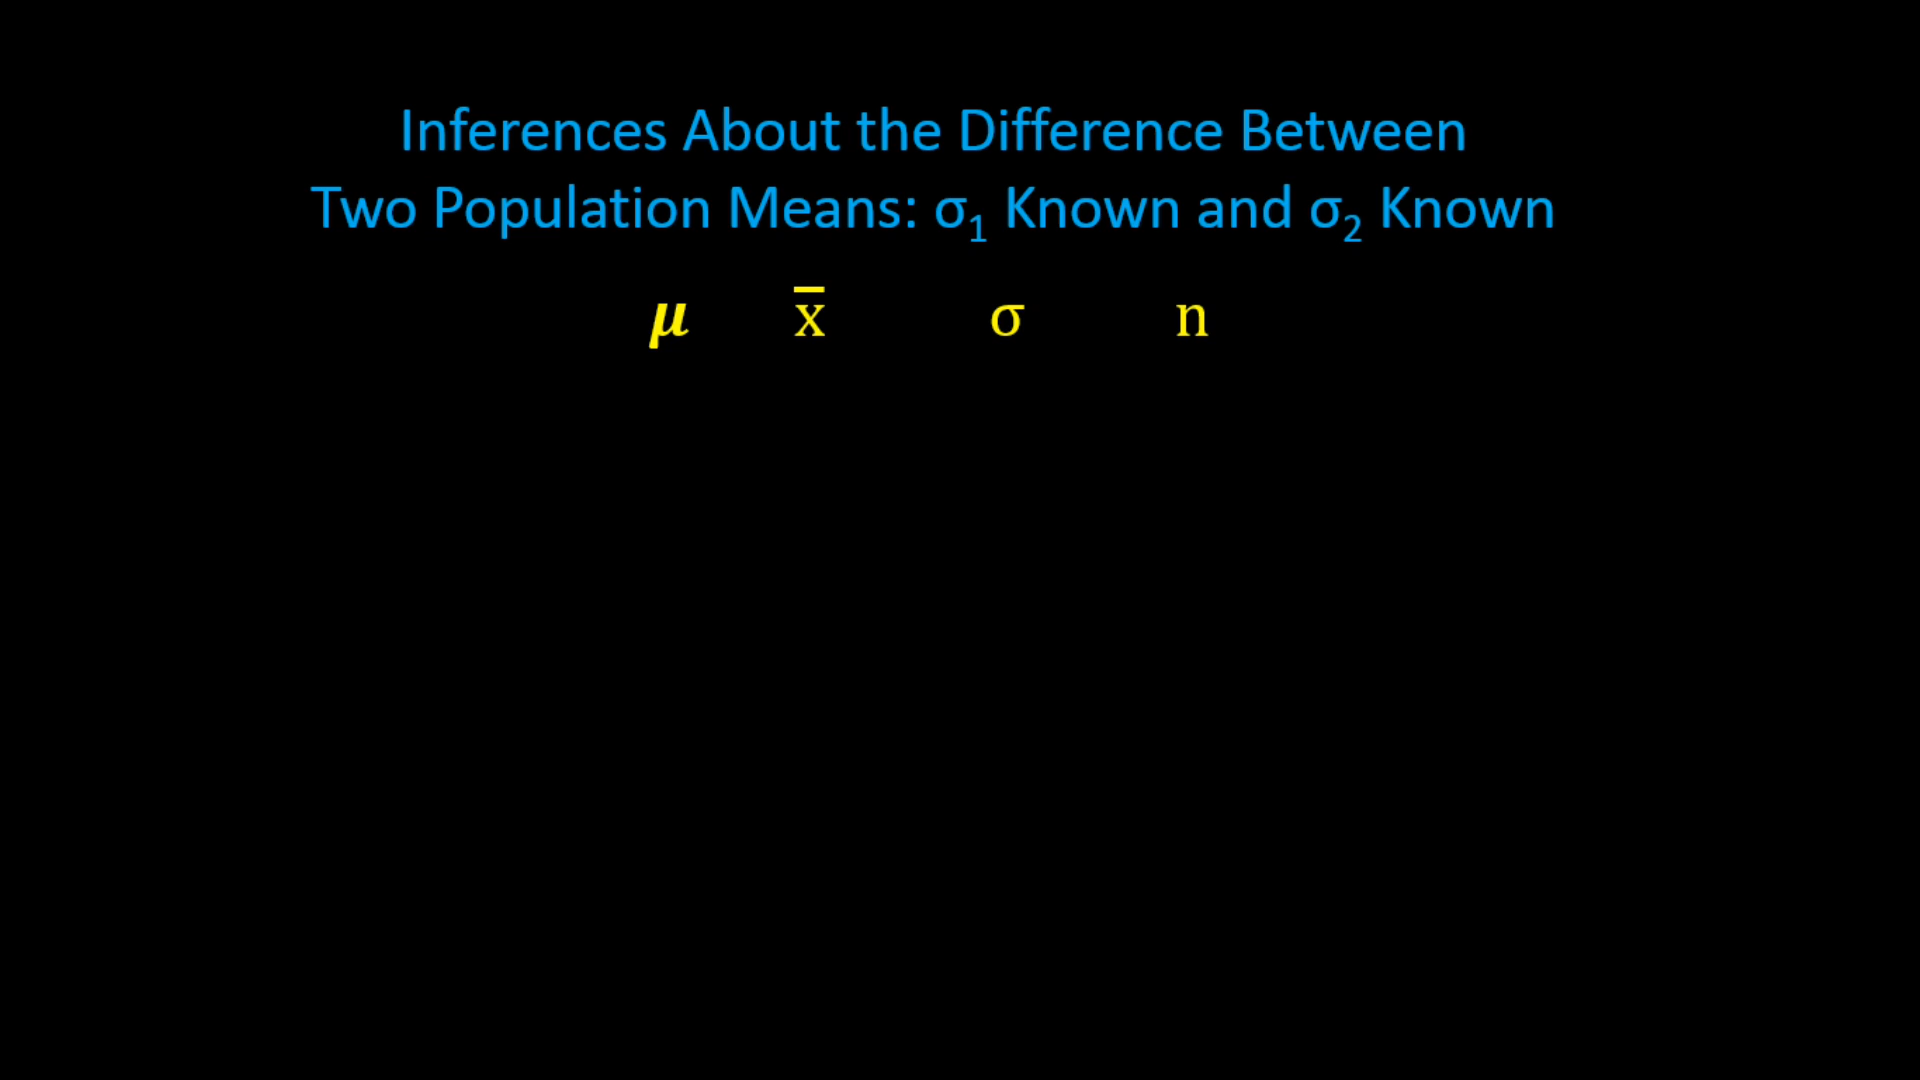 Inferences About the Difference Between
Two Population Means: σ₁ Known and σ₂ Known
μ x̅ σ n